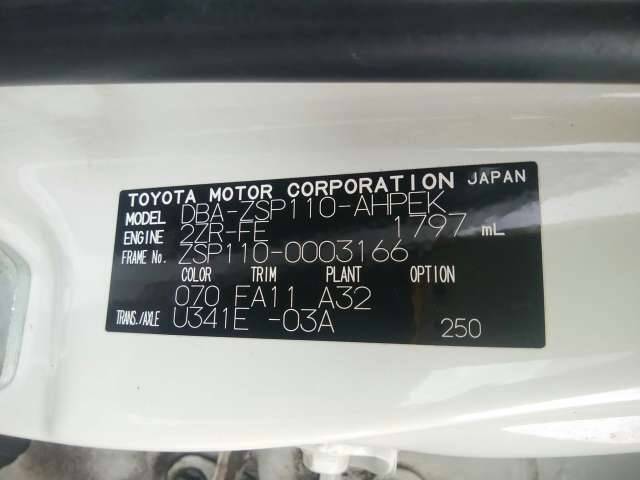 TOYOTA MOTOR CORPORATION JAPAN
MODEL DBA-ZSP110-AHPEK
ENGINE 2ZR-FE 1797 mL
FRAME No. ZSP110-0003166
COLOR TRIM PLANT OPTION
070 FA11 A32
TRANS./AXLE U341E -03A 250